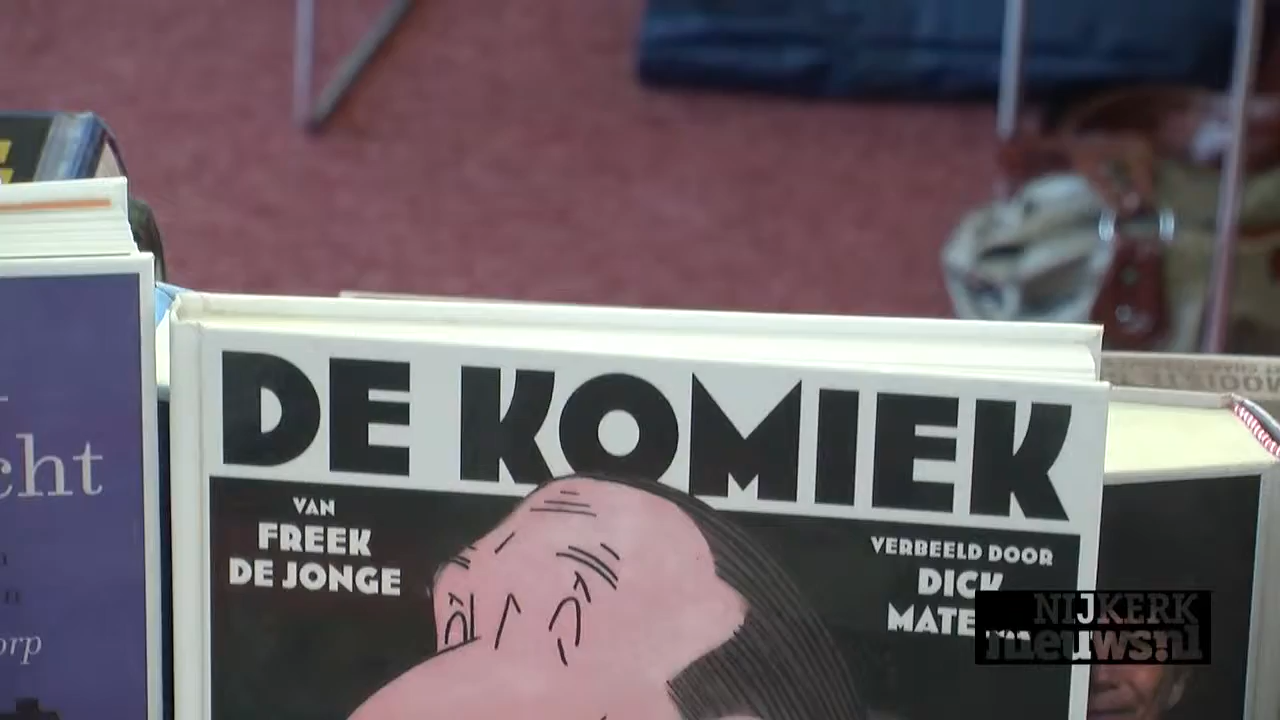 DE KOMIEK
VAN
FREEK
DE JONGE
VERBEELD DOOR
DICK
NIJKERK
nieuws.nl
cht
orp